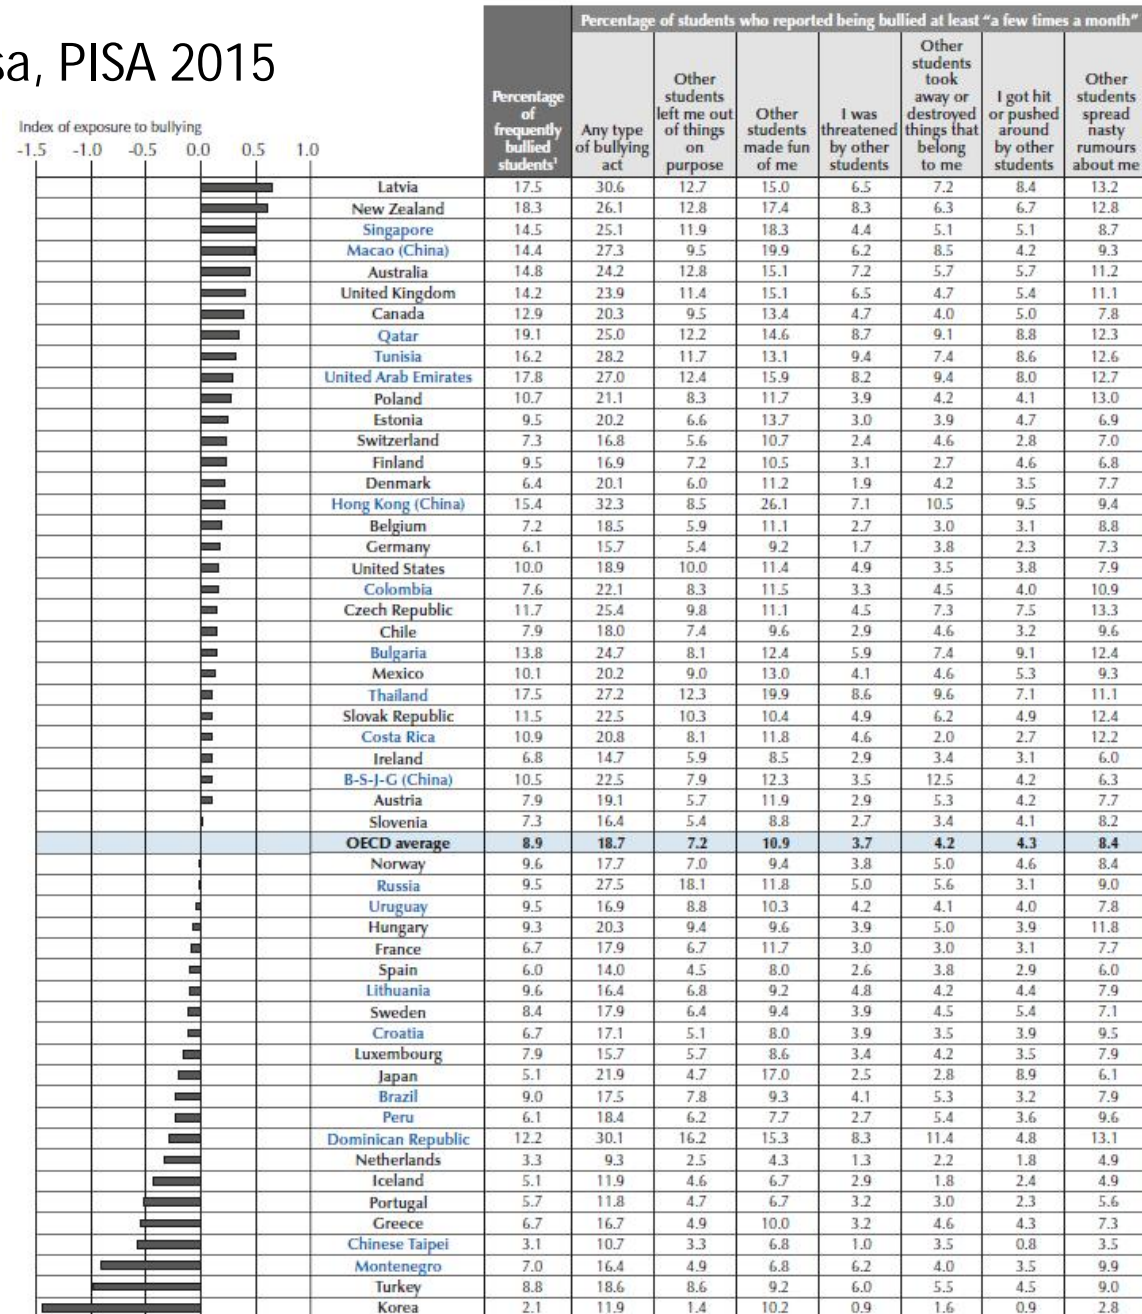 sa, PISA 2015
Index of exposure to bullying
-1.5 -1.0 -0.5 0.0 0.5 1.0
Percentage of frequently bullied students¹
Percentage of students who reported being bullied at least "a few times a month"
Any type of bullying act
Other students left me out of things on purpose
Other students made fun of me
I was threatened by other students
Other students took away or destroyed things that belong to me
I got hit or pushed around by other students
Other students spread nasty rumours about me
Latvia 17.5 30.6 12.7 15.0 6.5 7.2 8.4 13.2
New Zealand 18.3 26.1 12.8 17.4 8.3 6.3 6.7 12.8
Singapore 14.5 25.1 11.9 18.3 4.4 5.1 5.1 8.7
Macao (China) 14.4 27.3 9.5 19.9 6.2 8.5 4.2 9.3
Australia 14.8 24.2 12.8 15.1 7.2 5.7 5.7 11.2
United Kingdom 14.2 23.9 11.4 15.1 6.5 4.7 5.4 11.1
Canada 12.9 20.3 9.5 13.4 4.7 4.0 5.0 7.8
Qatar 19.1 25.0 12.2 14.6 8.7 9.1 8.8 12.3
Tunisia 16.2 28.2 11.7 13.1 9.4 7.4 8.6 12.6
United Arab Emirates 17.8 27.0 12.4 15.9 8.2 9.4 8.0 12.7
Poland 10.7 21.1 8.3 11.7 3.9 4.2 4.1 13.0
Estonia 9.5 20.2 6.6 13.7 3.0 3.9 4.7 6.9
Switzerland 7.3 16.8 5.6 10.7 2.4 4.6 2.8 7.0
Finland 9.5 16.9 7.2 10.5 3.1 2.7 4.6 6.8
Denmark 6.4 20.1 6.0 11.2 1.9 4.2 3.5 7.7
Hong Kong (China) 15.4 32.3 8.5 26.1 7.1 10.5 9.5 9.4
Belgium 7.2 18.5 5.9 11.1 2.7 3.0 3.1 8.8
Germany 6.1 15.7 5.4 9.2 1.7 3.8 2.3 7.3
United States 10.0 18.9 10.0 11.4 4.9 3.5 3.8 7.9
Colombia 7.6 22.1 8.3 11.5 3.3 4.5 4.0 10.9
Czech Republic 11.7 25.4 9.8 11.1 4.5 7.3 7.5 13.3
Chile 7.9 18.0 7.4 9.6 2.9 4.6 3.2 9.6
Bulgaria 13.8 24.7 8.1 12.4 5.9 7.4 9.1 12.4
Mexico 10.1 20.2 9.0 13.0 4.1 4.6 5.3 9.3
Thailand 17.5 27.2 12.3 19.9 8.6 9.6 7.1 11.1
Slovak Republic 11.5 22.5 10.3 10.4 4.9 6.2 4.9 12.4
Costa Rica 10.9 20.8 8.1 11.8 4.6 2.0 2.7 12.2
Ireland 6.8 14.7 5.9 8.5 2.9 3.4 3.1 6.0
B-S-J-G (China) 10.5 22.5 7.9 12.3 3.5 12.5 4.2 6.3
Austria 7.9 19.1 5.7 11.9 2.9 5.3 4.2 7.7
Slovenia 7.3 16.4 5.4 8.8 2.7 3.4 4.1 8.2
OECD average 8.9 18.7 7.2 10.9 3.7 4.2 4.3 8.4
Norway 9.6 17.7 7.0 9.4 3.8 5.0 4.6 8.4
Russia 9.5 27.5 18.1 11.8 5.0 5.6 3.1 9.0
Uruguay 9.5 16.9 8.8 10.3 4.2 4.1 4.0 7.8
Hungary 9.3 20.3 9.4 9.6 3.9 5.0 3.9 11.8
France 6.7 17.9 6.7 11.7 3.0 3.0 3.1 7.7
Spain 6.0 14.0 4.5 8.0 2.6 3.8 2.9 6.0
Lithuania 9.6 16.4 6.8 9.2 4.8 4.2 4.4 7.9
Sweden 8.4 17.9 6.4 9.4 3.9 4.5 5.4 7.1
Croatia 6.7 17.1 5.1 8.0 3.9 3.5 3.9 9.5
Luxembourg 7.9 15.7 5.7 8.6 3.4 4.2 3.5 7.9
Japan 5.1 21.9 4.7 17.0 2.5 2.8 8.9 6.1
Brazil 9.0 17.5 7.8 9.3 4.1 5.3 3.2 7.9
Peru 6.1 18.4 6.2 7.7 2.7 5.4 3.6 9.6
Dominican Republic 12.2 30.1 16.2 15.3 8.3 11.4 4.8 13.1
Netherlands 3.3 9.3 2.5 4.3 1.3 2.2 1.8 4.9
Iceland 5.1 11.9 4.6 6.7 2.9 1.8 2.4 4.9
Portugal 5.7 11.8 4.7 6.7 3.2 3.0 2.3 5.6
Greece 6.7 16.7 4.9 10.0 3.2 4.6 4.3 7.3
Chinese Taipei 3.1 10.7 3.3 6.8 1.0 3.5 0.8 3.5
Montenegro 7.0 16.4 4.9 6.8 6.2 4.0 3.5 9.9
Turkey 8.8 18.6 8.6 9.2 6.0 5.5 4.5 9.0
Korea 2.1 11.9 1.4 10.2 0.9 1.6 0.9 2.8